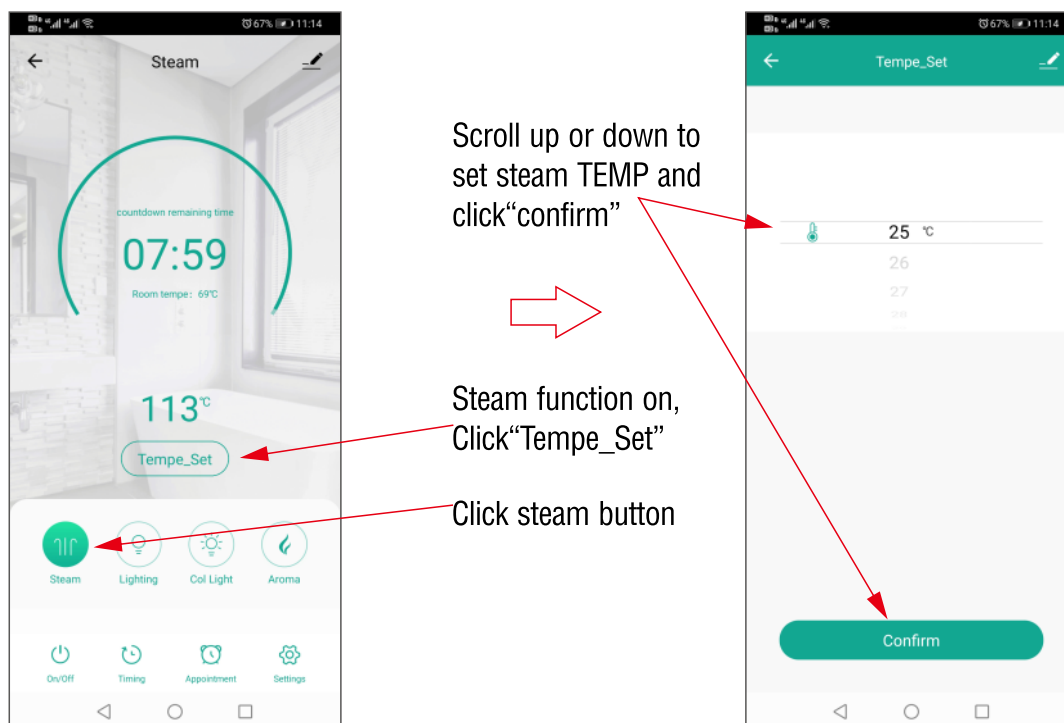 67% 11:14
Steam
countdown remaining time
07:59
Room tempe: 69℃
113℃
Tempe_Set
Steam
Lighting
Col Light
Aroma
On/Off
Timing
Appointment
Settings
Scroll up or down to
set steam TEMP and
click“confirm”
Steam function on,
Click“Tempe_Set”
Click steam button
67% 11:14
Tempe_Set
25 ℃
26
27
28
Confirm